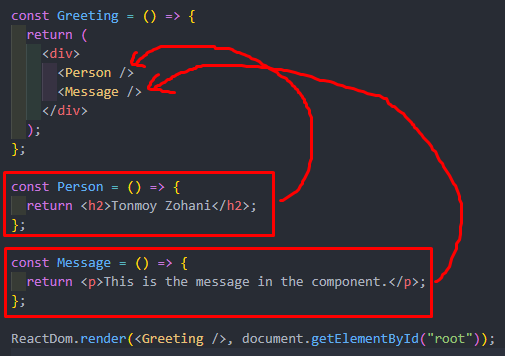 const Greeting = () => {
  return (
    <div>
      <Person />
      <Message />
    </div>
  );
};
const Person = () => {
  return <h2>Tonmoy Zohani</h2>;
};
const Message = () => {
  return <p>This is the message in the component.</p>;
};
ReactDom.render(<Greeting />, document.getElementById("root"));